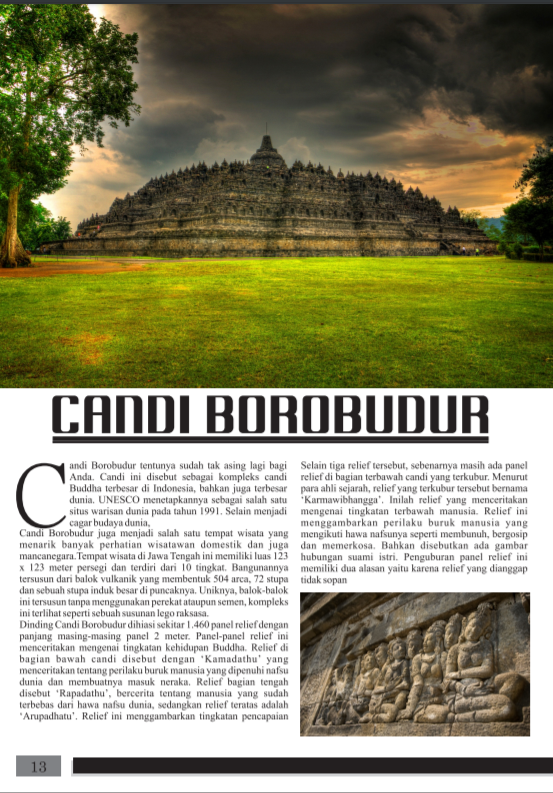 CANDI BOROBUDUR
Candi Borobudur tentunya sudah tak asing lagi bagi
Anda. Candi ini disebut sebagai kompleks candi
Buddha terbesar di Indonesia, bahkan juga terbesar
dunia. UNESCO menetapkannya sebagai salah satu
situs warisan dunia pada tahun 1991. Selain menjadi
cagar budaya dunia,
Candi Borobudur juga menjadi salah satu tempat wisata yang
menarik banyak perhatian wisatawan domestik dan juga
mancanegara.Tempat wisata di Jawa Tengah ini memiliki luas 123
x 123 meter persegi dan terdiri dari 10 tingkat. Bangunannya
tersusun dari balok vulkanik yang membentuk 504 arca, 72 stupa
dan sebuah stupa induk besar di puncaknya. Uniknya, balok-balok
ini tersusun tanpa menggunakan perekat ataupun semen, kompleks
ini terlihat seperti sebuah susunan lego raksasa.
Dinding Candi Borobudur dihiasi sekitar 1.460 panel relief dengan
panjang masing-masing panel 2 meter. Panel-panel relief ini
menceritakan mengenai tingkatan kehidupan Buddha. Relief di
bagian bawah candi disebut dengan 'Kamadathu' yang
menceritakan tentang perilaku buruk manusia yang dipenuhi nafsu
dunia dan membuatnya masuk neraka. Relief bagian tengah
disebut 'Rapadathu', bercerita tentang manusia yang sudah
terbebas dari hawa nafsu dunia, sedangkan relief teratas adalah
'Arupadhatu'. Relief ini menggambarkan tingkatan pencapaian
Selain tiga relief tersebut, sebenarnya masih ada panel
relief di bagian terbawah candi yang terkubur. Menurut
para ahli sejarah, relief yang terkubur tersebut bernama
'Karmawibhangga'. Inilah relief yang menceritakan
mengenai tingkatan terbawah manusia. Relief ini
menggambarkan perilaku buruk manusia yang
mengikuti hawa nafsunya seperti membunuh, bergosip
dan memerkosa. Bahkan disebutkan ada gambar
hubungan suami istri. Penguburan panel relief ini
memiliki dua alasan yaitu karena relief yang dianggap
tidak sopan
13